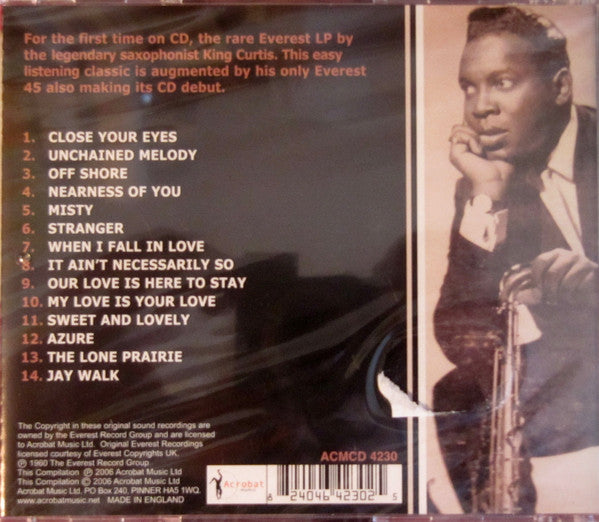 For the first time on CD, the rare Everest LP by
the legendary saxophonist King Curtis. This easy
listening classic is augmented by his only Everest
45 also making its CD debut.
1. CLOSE YOUR EYES
2. UNCHAINED MELODY
3. OFF SHORE
4. NEARNESS OF YOU
5. MISTY
6. STRANGER
7. WHEN I FALL IN LOVE
8. IT AIN'T NECESSARILY SO
9. OUR LOVE IS HERE TO STAY
10. MY LOVE IS YOUR LOVE
11. SWEET AND LOVELY
12. AZURE
13. THE LONE PRAIRIE
14. JAY WALK
The Copyright in these original sound recordings are
owned by the Everest Record Group and are licensed
to Acrobat Music Ltd. Original Everest Recordings
licensed courtesy of Everest Copyrights UK.
℗ 1960 The Everest Record Group
This Compilation ℗ 2006 Acrobat Music Ltd
This Compilation © 2006 Acrobat Music Ltd
Acrobat Music Ltd. PO Box 240, PINNER HA5 1WQ.
www.acrobatmusic.net MADE IN ENGLAND
Acrobat
music
ACMCD 4230
8 24046 42302 5